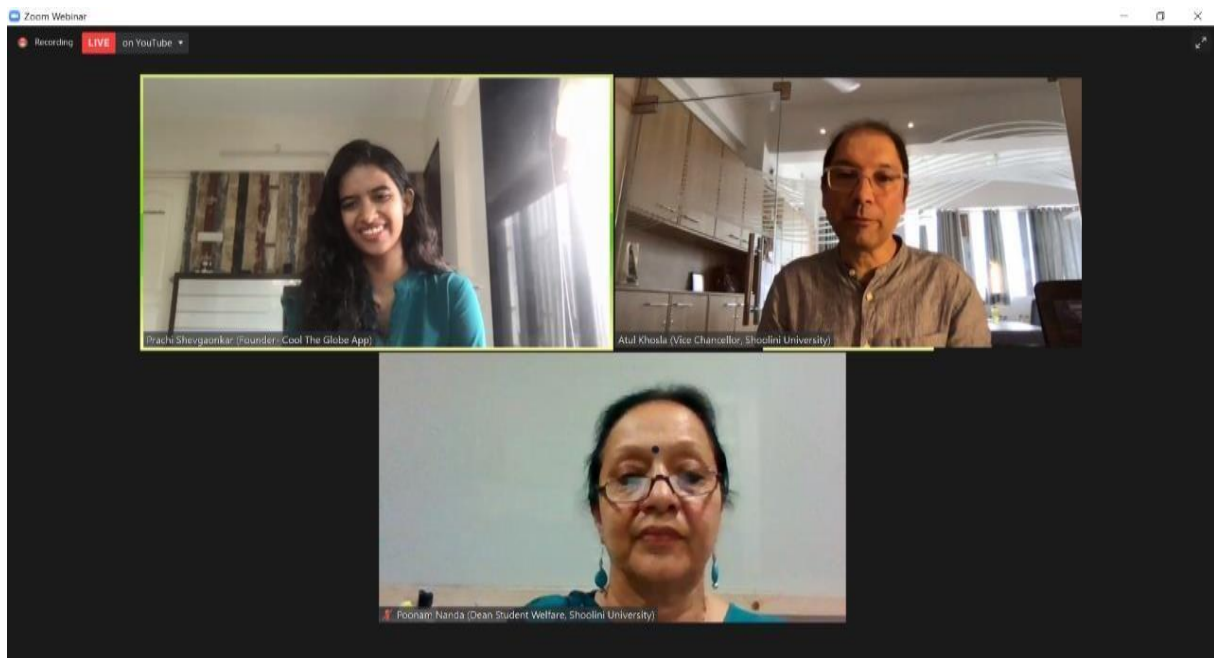 Zoom Webinar
Recording LIVE on YouTube
Prachi Shevgaonkar (Founder- Cool The Globe App)
Atul Khosla (Vice Chancellor, Shoolini University)
Poonam Nanda (Dean Student Welfare, Shoolini University)